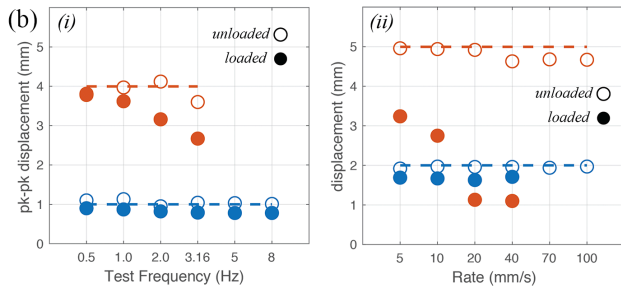 (b)
(i)
unloaded
loaded
pk-pk displacement (mm)
5
4
3
2
1
0
0.5 1.0 2.0 3.16 5 8
Test Frequency (Hz)
(ii)
unloaded
loaded
displacement (mm)
5
4
3
2
1
0
5 10 20 40 70 100
Rate (mm/s)